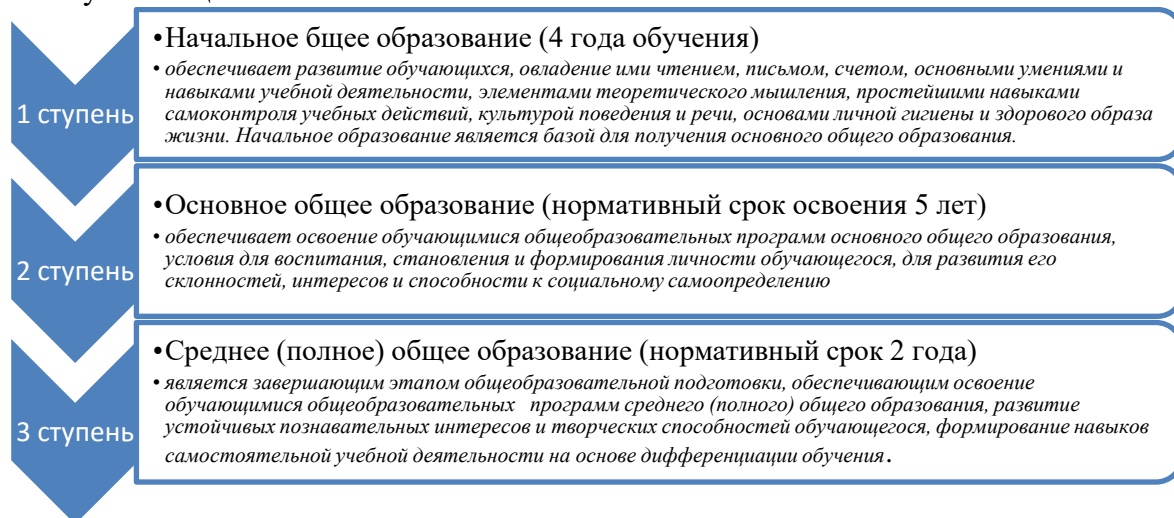 •Начальное бщее образование (4 года обучения)
• обеспечивает развитие обучающихся, овладение ими чтением, письмом, счетом, основными умениями и
навыками учебной деятельности, элементами теоретического мышления, простейшими навыками
самоконтроля учебных действий, культурой поведения и речи, основами личной гигиены и здорового образа
жизни. Начальное образование является базой для получения основного общего образования.
1 ступень
•Основное общее образование (нормативный срок освоения 5 лет)
• обеспечивает освоение обучающимися общеобразовательных программ основного общего образования,
условия для воспитания, становления и формирования личности обучающегося, для развития его
склонностей, интересов и способности к социальному самоопределению
2 ступень
•Среднее (полное) общее образование (нормативный срок 2 года)
• является завершающим этапом общеобразовательной подготовки, обеспечивающим освоение
обучающимися общеобразовательных программ среднего (полного) общего образования, развитие
устойчивых познавательных интересов и творческих способностей обучающегося, формирование навыков
самостоятельной учебной деятельности на основе дифференциации обучения.
3 ступень